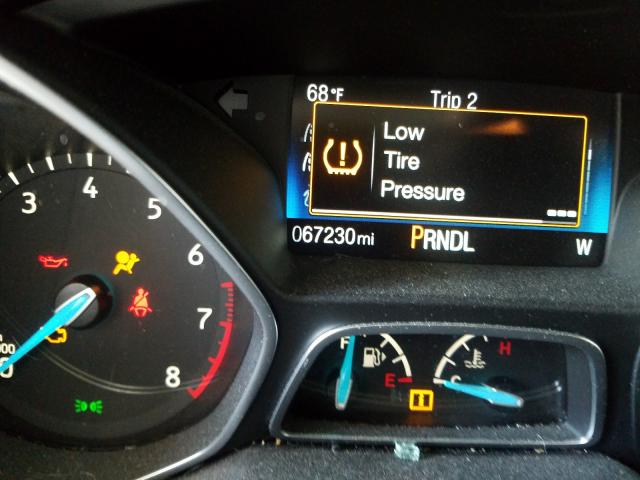 68°F
Trip 2
Low
Tire
Pressure
067230mi
PRNDL
W
3
4
5
6
7
8
F
E
C
H